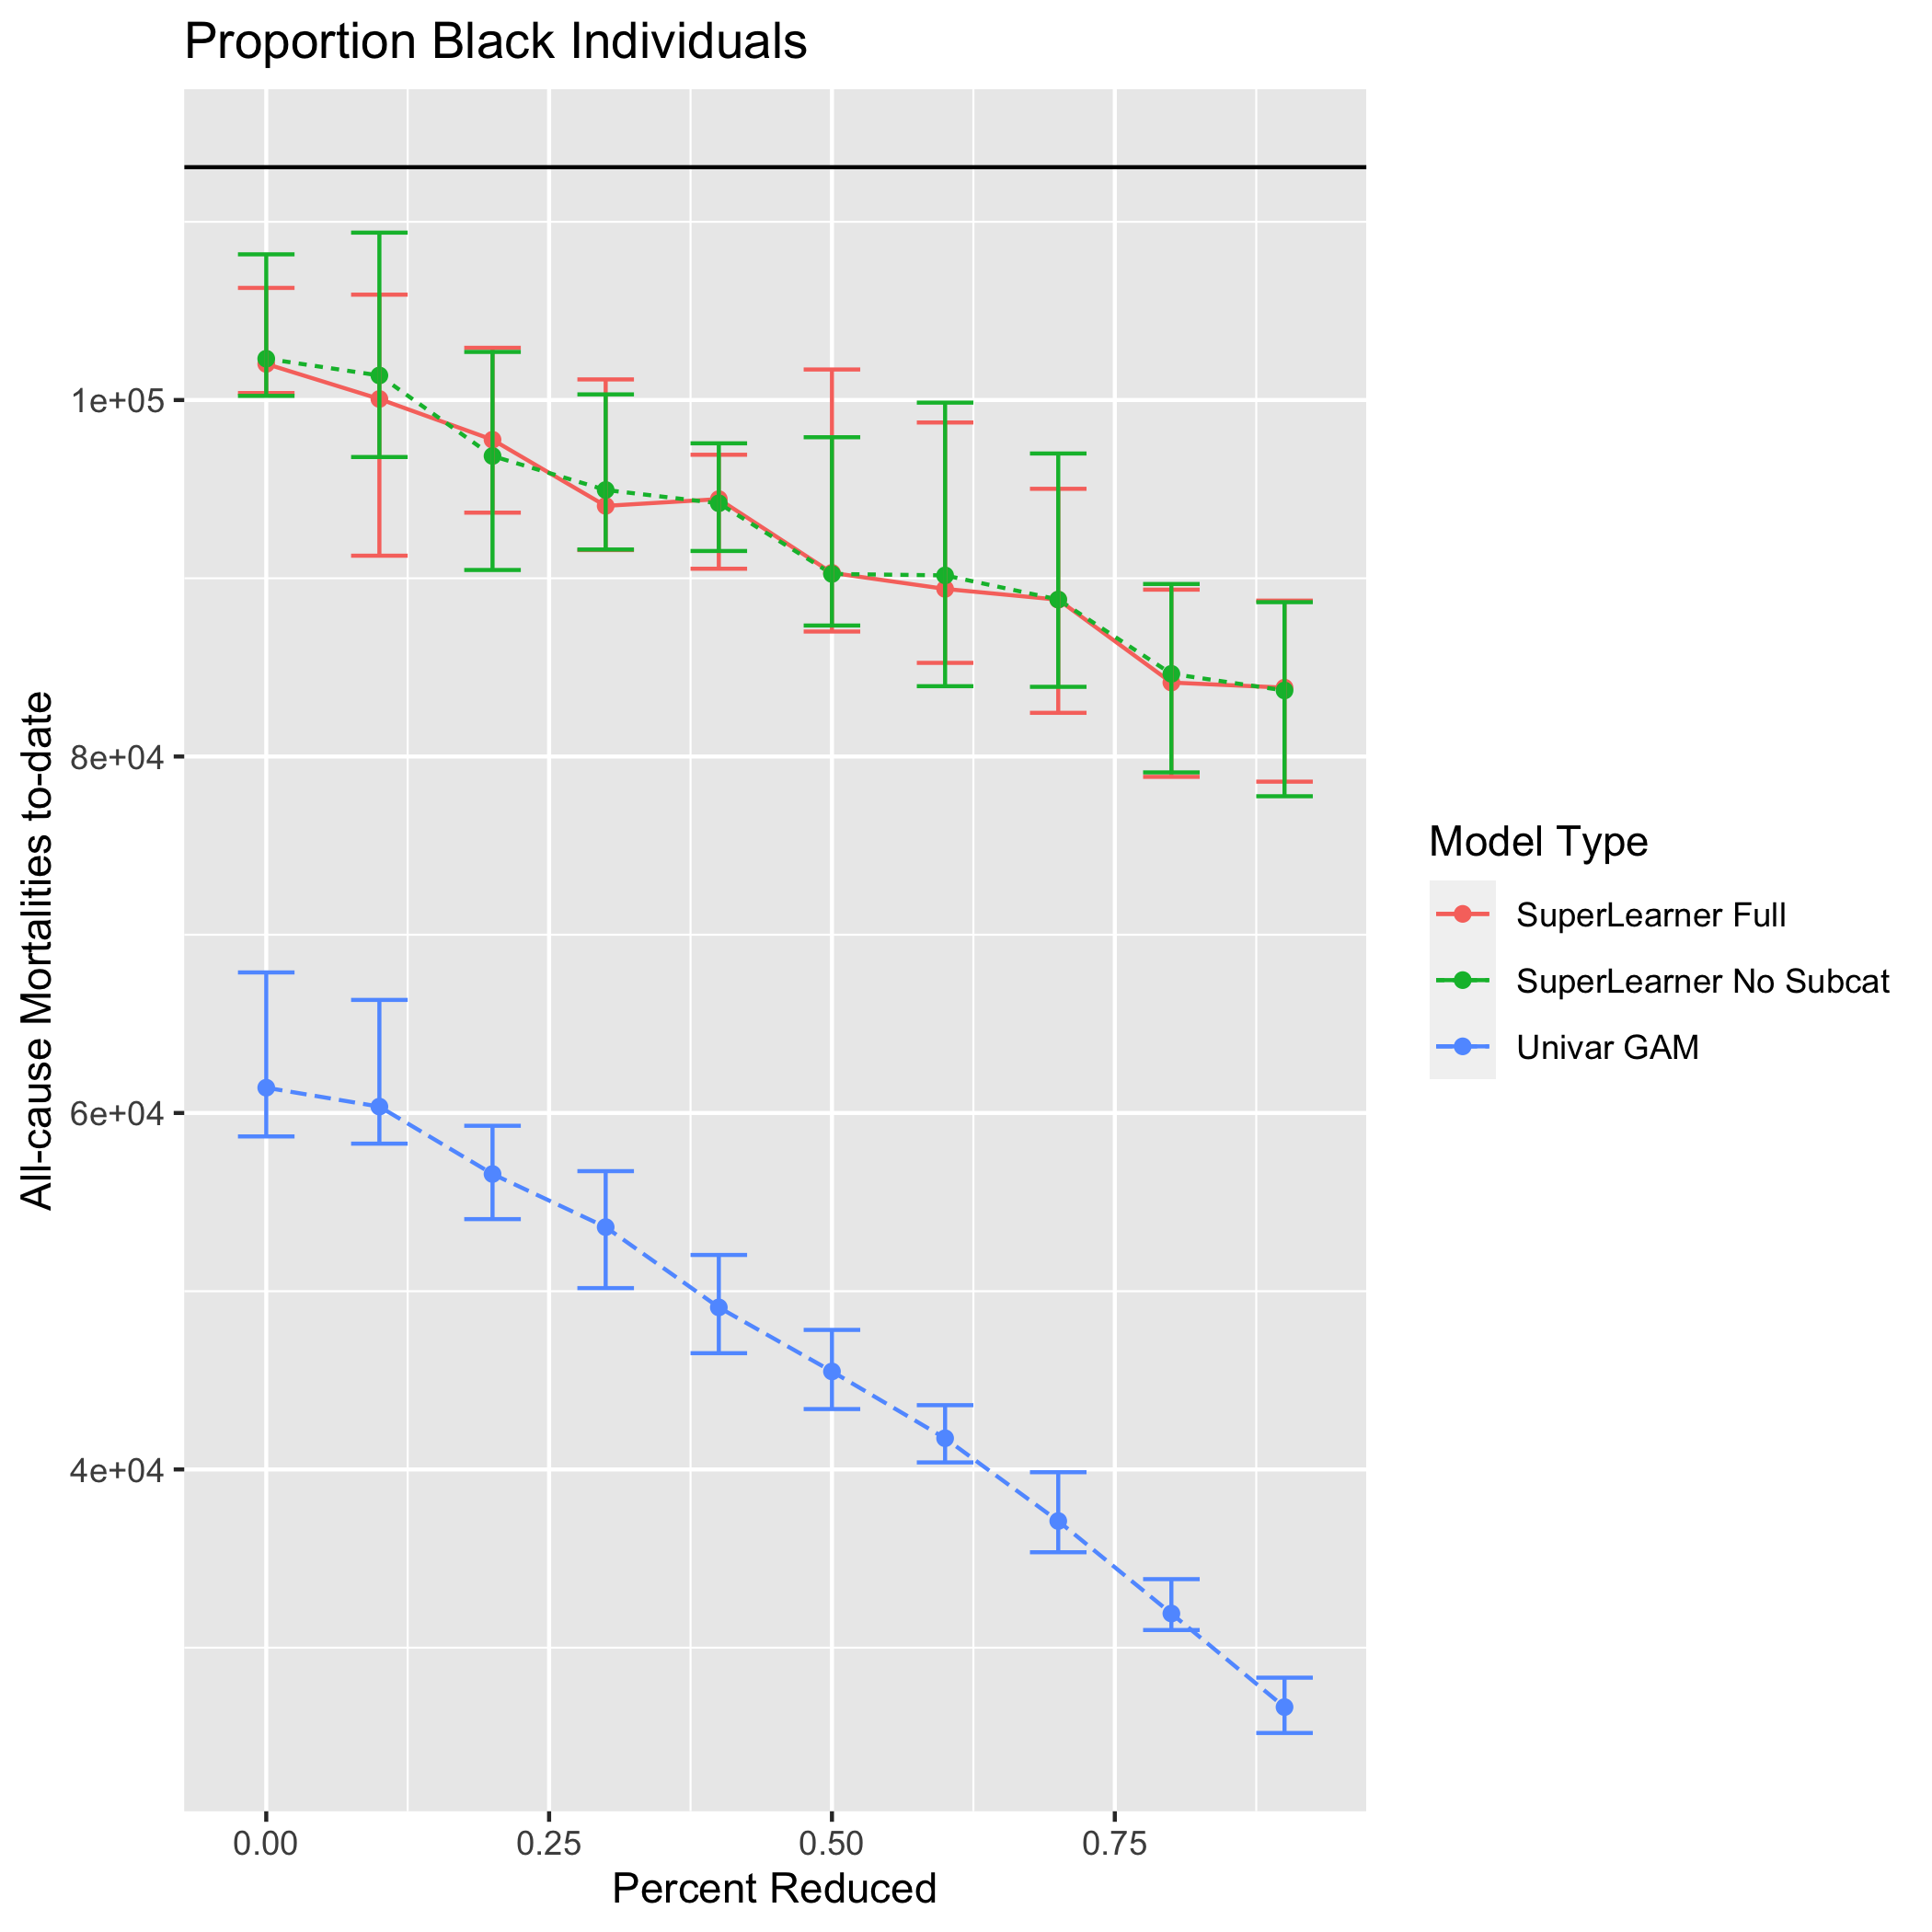 Proportion Black Individuals
All-cause Mortalities to-date
1e+05
8e+04
6e+04
4e+04
0.00
0.25
0.50
0.75
Percent Reduced
Model Type
SuperLearner Full
SuperLearner No Subcat
Univar GAM